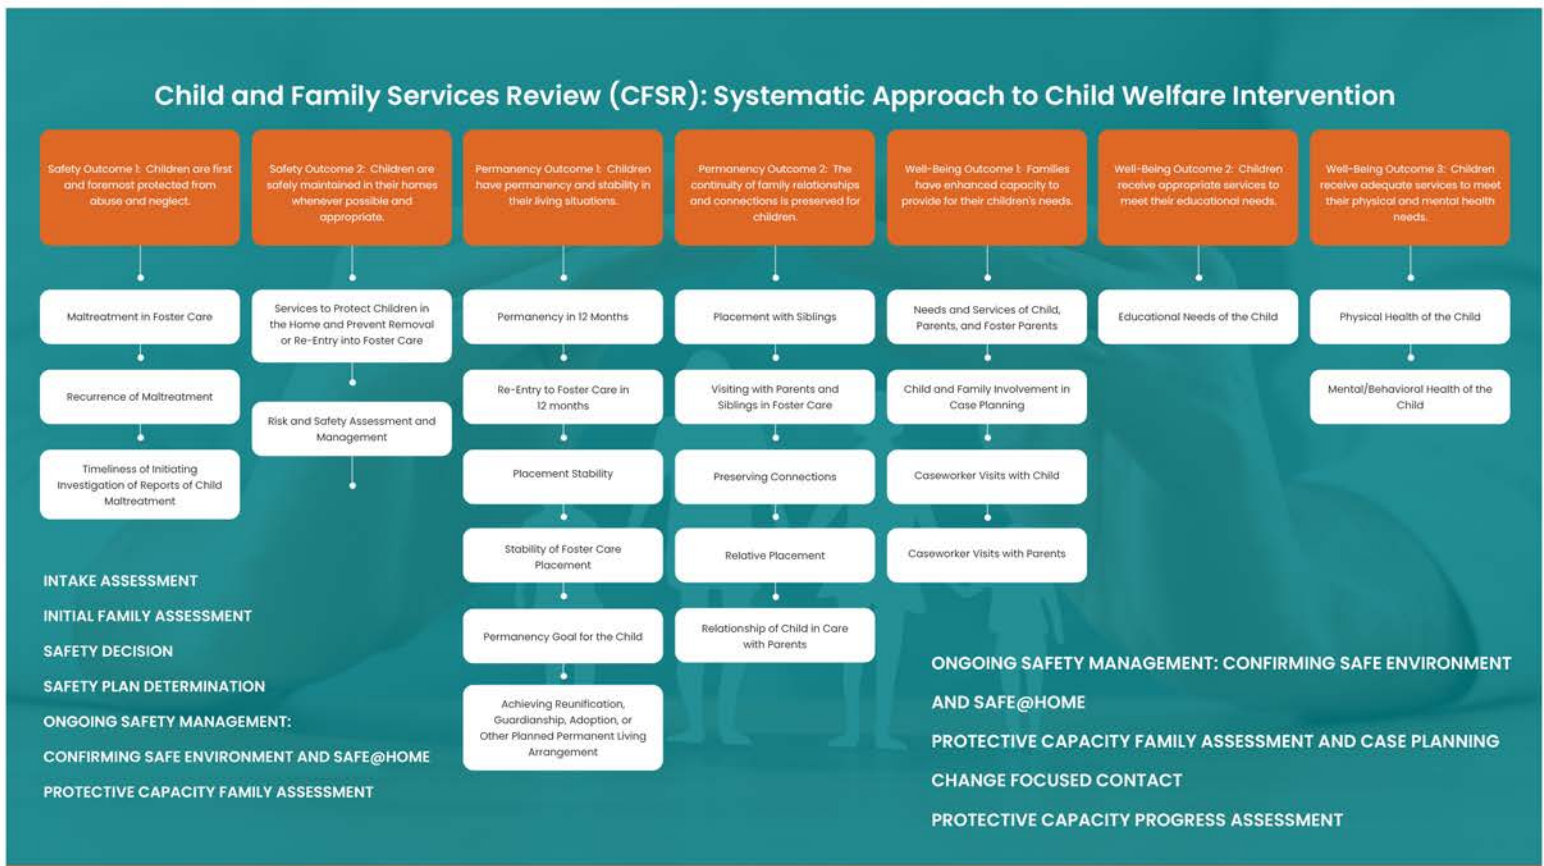 Child and Family Services Review (CFSR): Systematic Approach to Child Welfare Intervention
Safety Outcome 1: Children are first
and foremost protected from
abuse and neglect.
Maltreatment in Foster Care
Recurrence of Maltreatment
Timeliness of Initiating
Investigation of Reports of Child
Maltreatment
Safety Outcome 2: Children are
safely maintained in their homes
whenever possible and
appropriate.
Services to Protect Children in
the Home and Prevent Removal
or Re-Entry into Foster Care
Risk and Safety Assessment and
Management
Permanency Outcome 1: Children
have permanency and stability in
their living situations.
Permanency in 12 Months
Re-Entry to Foster Care in
12 months
Placement Stability
Stability of Foster Care
Placement
Permanency Goal for the Child
Achieving Reunification,
Guardianship, Adoption, or
Other Planned Permanent Living
Arrangement
Permanency Outcome 2: The
continuity of family relationships
and connections is preserved for
children.
Placement with Siblings
Visiting with Parents and
Siblings in Foster Care
Preserving Connections
Relative Placement
Relationship of Child in Care
with Parents
Well-Being Outcome 1: Families
have enhanced capacity to
provide for their children's needs.
Needs and Services of Child,
Parents, and Foster Parents
Child and Family Involvement in
Case Planning
Caseworker Visits with Child
Caseworker Visits with Parents
Well-Being Outcome 2: Children
receive appropriate services to
meet their educational needs.
Educational Needs of the Child
Well-Being Outcome 3: Children
receive adequate services to meet
their physical and mental health
needs.
Physical Health of the Child
Mental/Behavioral Health of the
Child
INTAKE ASSESSMENT
INITIAL FAMILY ASSESSMENT
SAFETY DECISION
SAFETY PLAN DETERMINATION
ONGOING SAFETY MANAGEMENT:
CONFIRMING SAFE ENVIRONMENT AND SAFE@HOME
PROTECTIVE CAPACITY FAMILY ASSESSMENT
ONGOING SAFETY MANAGEMENT: CONFIRMING SAFE ENVIRONMENT
AND SAFE@HOME
PROTECTIVE CAPACITY FAMILY ASSESSMENT AND CASE PLANNING
CHANGE FOCUSED CONTACT
PROTECTIVE CAPACITY PROGRESS ASSESSMENT